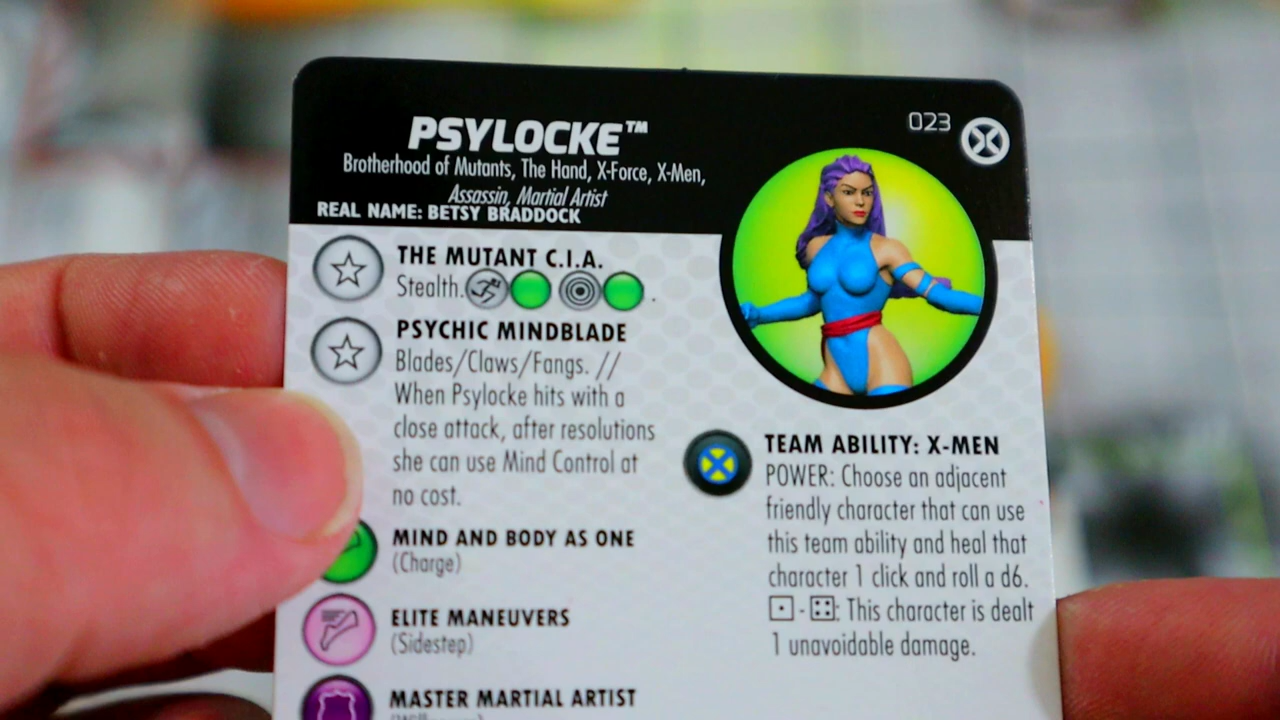 PSYLOCKE™
023
Brotherhood of Mutants, The Hand, X-Force, X-Men,
Assassin, Martial Artist
REAL NAME: BETSY BRADDOCK
THE MUTANT C.I.A.
Stealth. .
PSYCHIC MINDBLADE
Blades/Claws/Fangs. //
When Psylocke hits with a
close attack, after resolutions
she can use Mind Control at
no cost.
MIND AND BODY AS ONE
(Charge)
ELITE MANEUVERS
(Sidestep)
MASTER MARTIAL ARTIST
TEAM ABILITY: X-MEN
POWER: Choose an adjacent
friendly character that can use
this team ability and heal that
character 1 click and roll a d6.
- : This character is dealt
1 unavoidable damage.